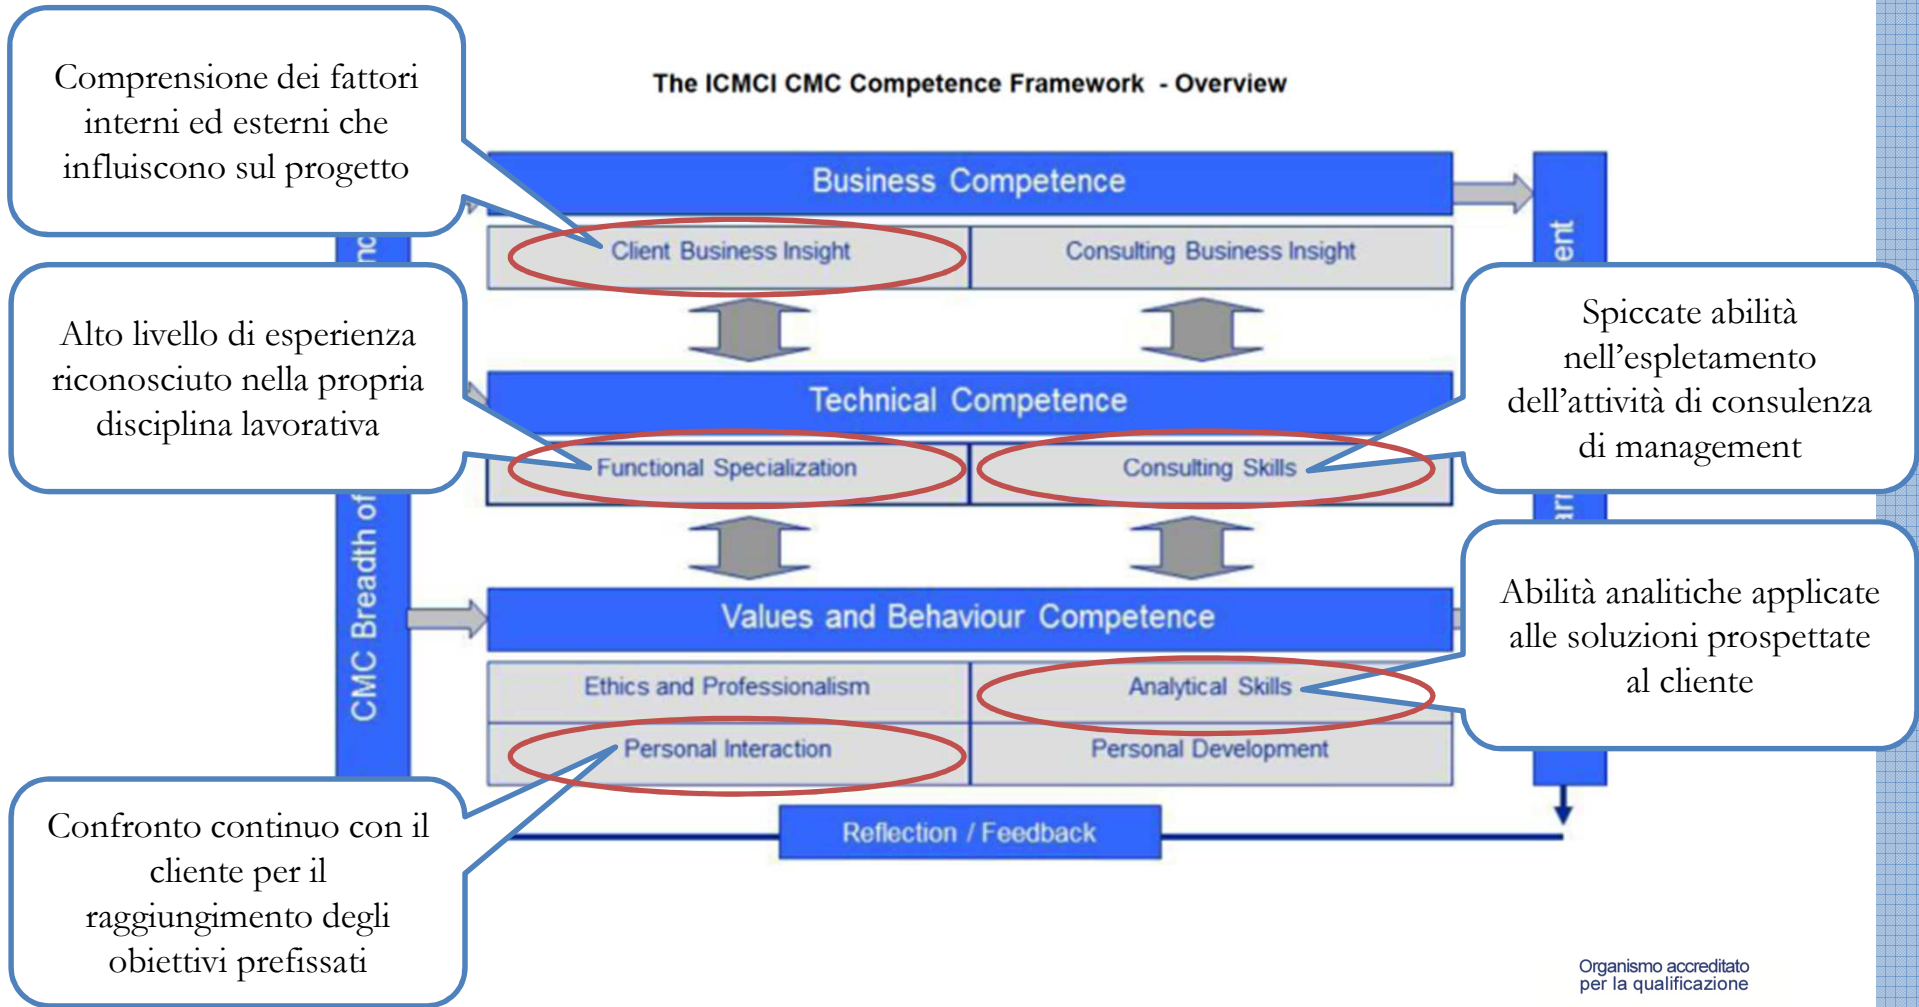 Comprensione dei fattori
interni ed esterni che
influiscono sul progetto
The ICMCI CMC Competence Framework - Overview
Business Competence
Client Business Insight
Consulting Business Insight
Alto livello di esperienza
riconosciuto nella propria
disciplina lavorativa
Spiccate abilità
nell'espletamento
dell'attività di consulenza
di management
Technical Competence
Functional Specialization
Consulting Skills
CMC Breadth of
Values and Behaviour Competence
Ethics and Professionalism
Analytical Skills
Personal Interaction
Personal Development
Abilità analitiche applicate
alle soluzioni prospettate
al cliente
Confronto continuo con il
cliente per il
raggiungimento degli
obiettivi prefissati
Reflection / Feedback
Organismo accreditato
per la qualificazione